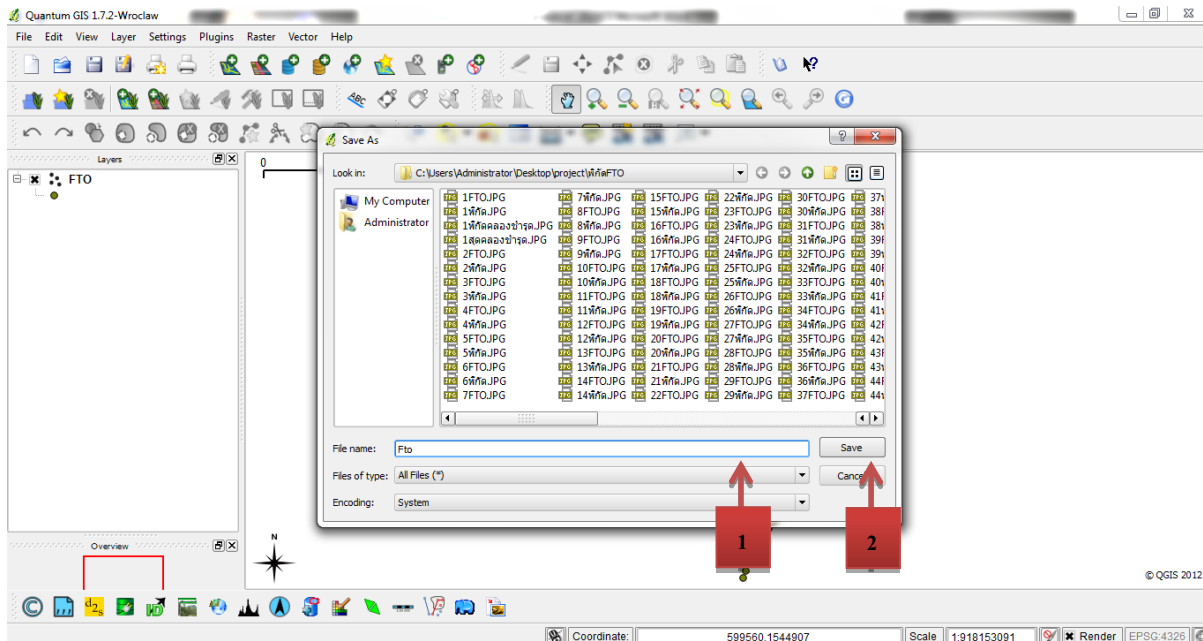 Quantum GIS 1.7.2-Wroclaw
File Edit View Layer Settings Plugins Raster Vector Help
Layers
FTO
0
Save As
Look in: C:\Users\Administrator\Desktop\project\พิกัดFTO
My Computer
Administrator
1FTO.JPG 7พิกัด.JPG 15FTO.JPG 22พิกัด.JPG 30FTO.JPG
1พิกัด.JPG 8FTO.JPG 15พิกัด.JPG 23FTO.JPG 30พิกัด.JPG
1พิกัดคลองชำรุด.JPG 8พิกัด.JPG 16FTO.JPG 23พิกัด.JPG 31FTO.JPG
1สุดคลองชำรุด.JPG 9FTO.JPG 16พิกัด.JPG 24FTO.JPG 31พิกัด.JPG
2FTO.JPG 9พิกัด.JPG 17FTO.JPG 24พิกัด.JPG 32FTO.JPG
2พิกัด.JPG 10FTO.JPG 17พิกัด.JPG 25FTO.JPG 32พิกัด.JPG
3FTO.JPG 10พิกัด.JPG 18FTO.JPG 25พิกัด.JPG 33FTO.JPG
3พิกัด.JPG 11FTO.JPG 18พิกัด.JPG 26FTO.JPG 33พิกัด.JPG
4FTO.JPG 11พิกัด.JPG 19FTO.JPG 26พิกัด.JPG 34FTO.JPG
4พิกัด.JPG 12FTO.JPG 19พิกัด.JPG 27FTO.JPG 34พิกัด.JPG
5FTO.JPG 12พิกัด.JPG 20FTO.JPG 27พิกัด.JPG 35FTO.JPG
5พิกัด.JPG 13FTO.JPG 20พิกัด.JPG 28FTO.JPG 35พิกัด.JPG
6FTO.JPG 13พิกัด.JPG 21FTO.JPG 28พิกัด.JPG 36FTO.JPG
6พิกัด.JPG 14FTO.JPG 21พิกัด.JPG 29FTO.JPG 36พิกัด.JPG
7FTO.JPG 14พิกัด.JPG 22FTO.JPG 29พิกัด.JPG 37FTO.JPG
File name: Fto Save
Files of type: All Files (*)
Encoding: System
1 2
Overview
N
© QGIS 2012
Coordinate: 599560,1544907 Scale 1:918153091 Render EPSG:4326